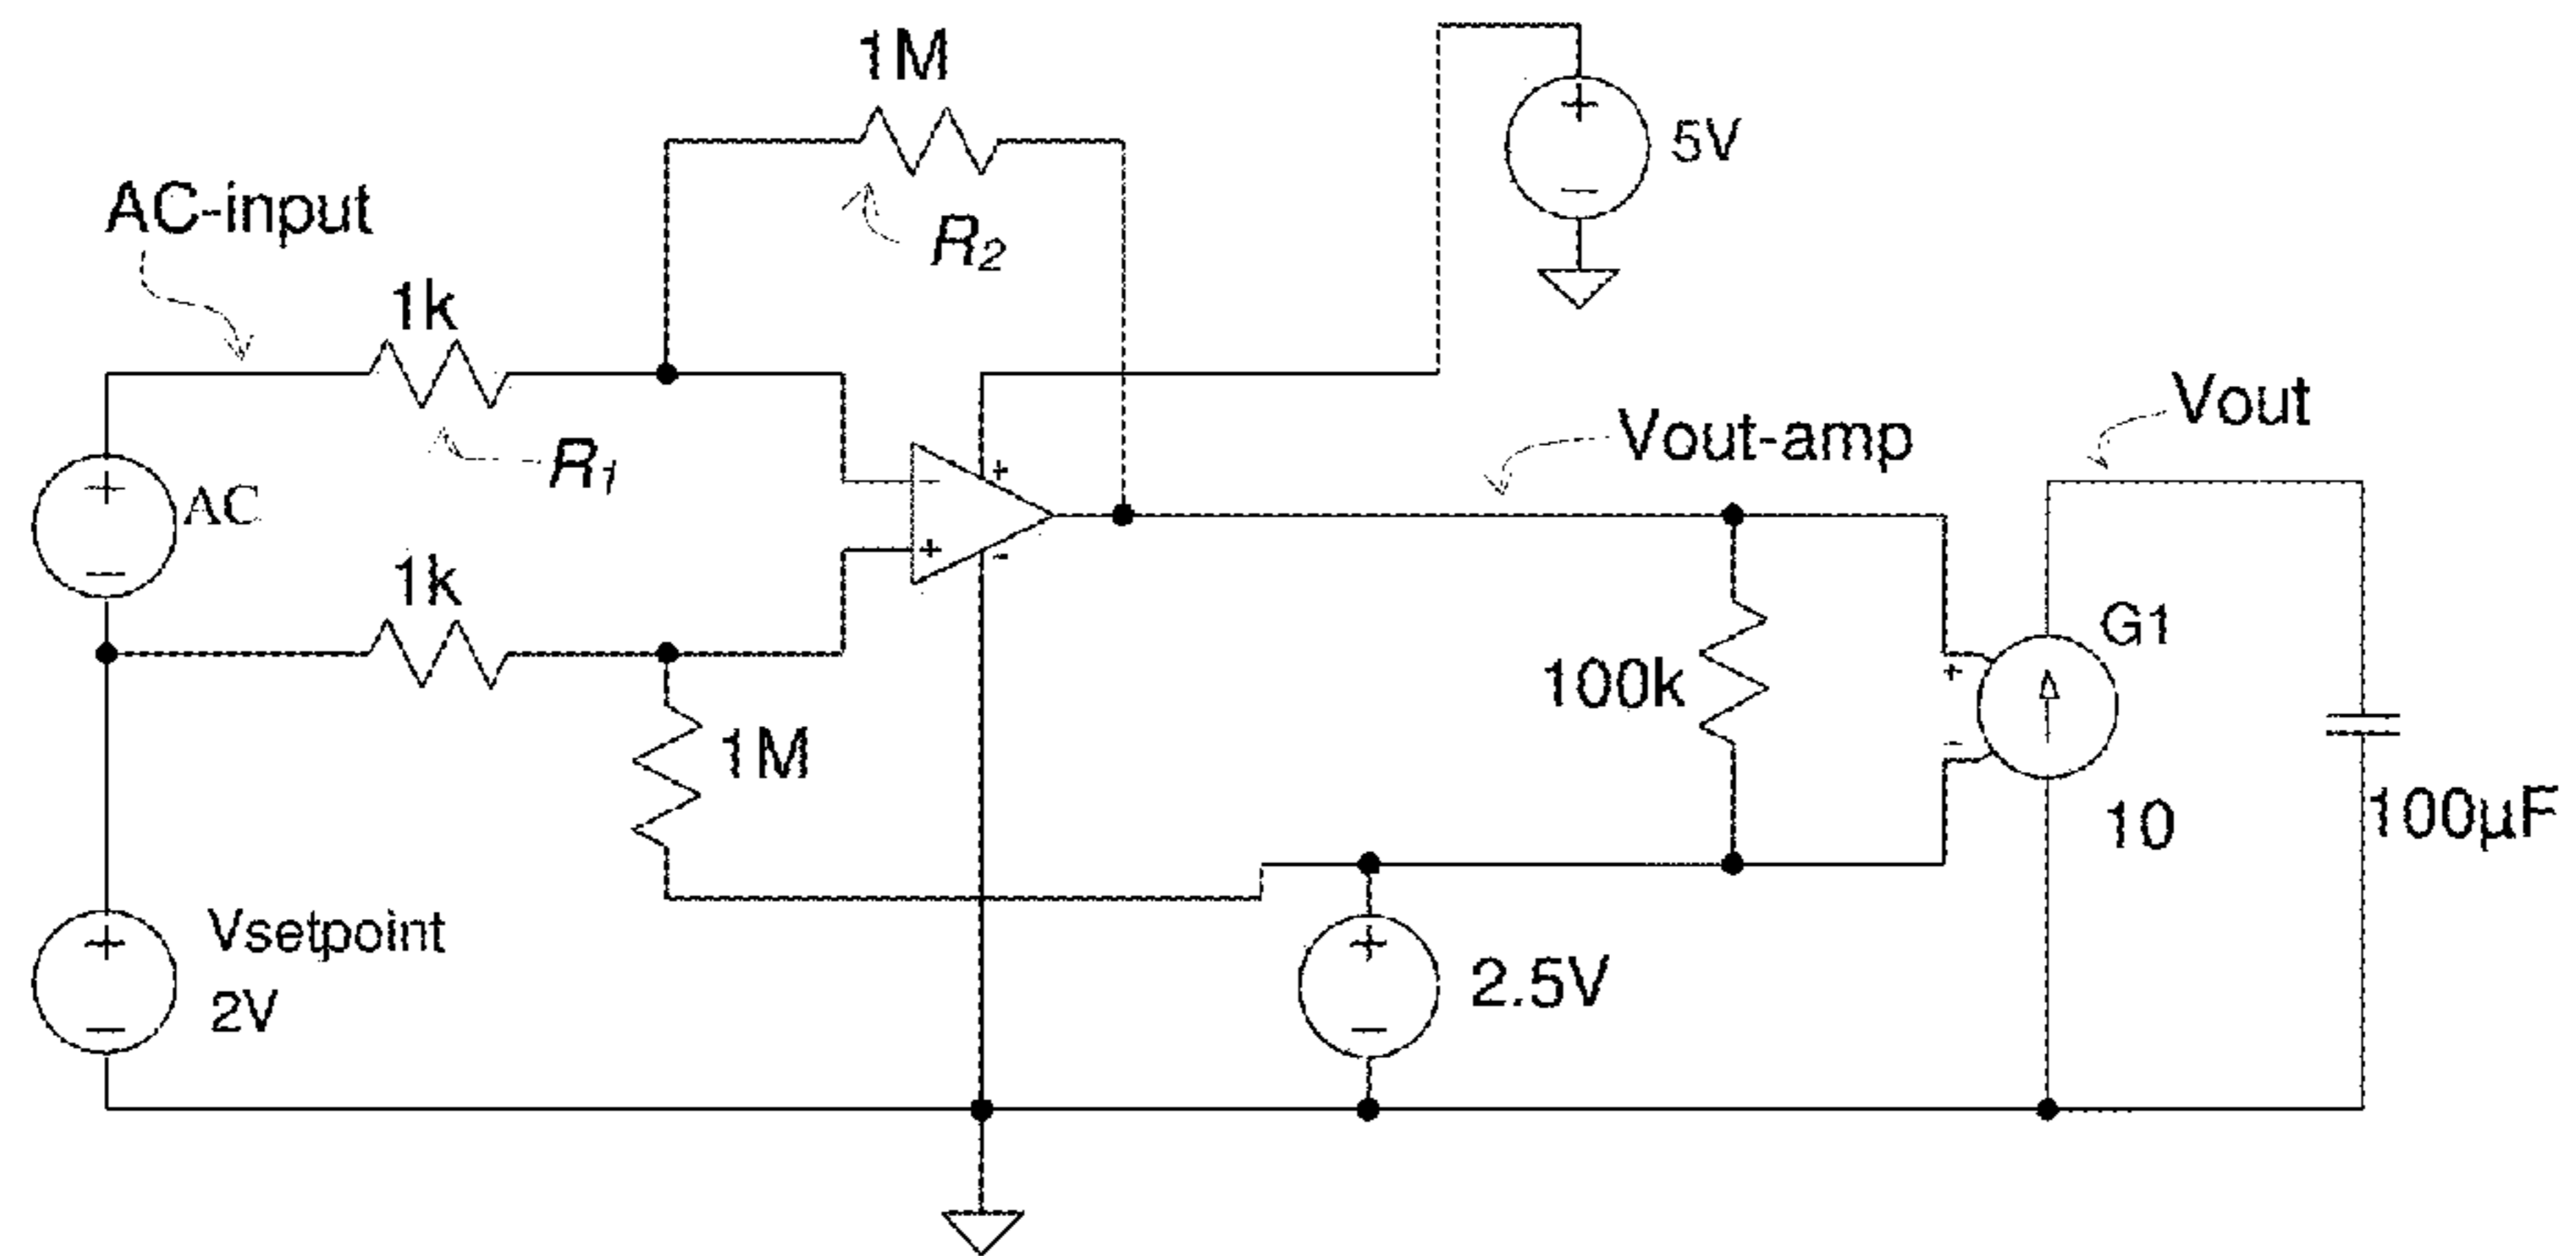 1M
5V
AC-input
R2
1k
R1
Vout
Vout-amp
+
−
+
−
AC
+
−
−
+
+
-
1k
G1
+
-
100k
10
100µF
1M
Vsetpoint
2V
+
−
2.5V
+
−